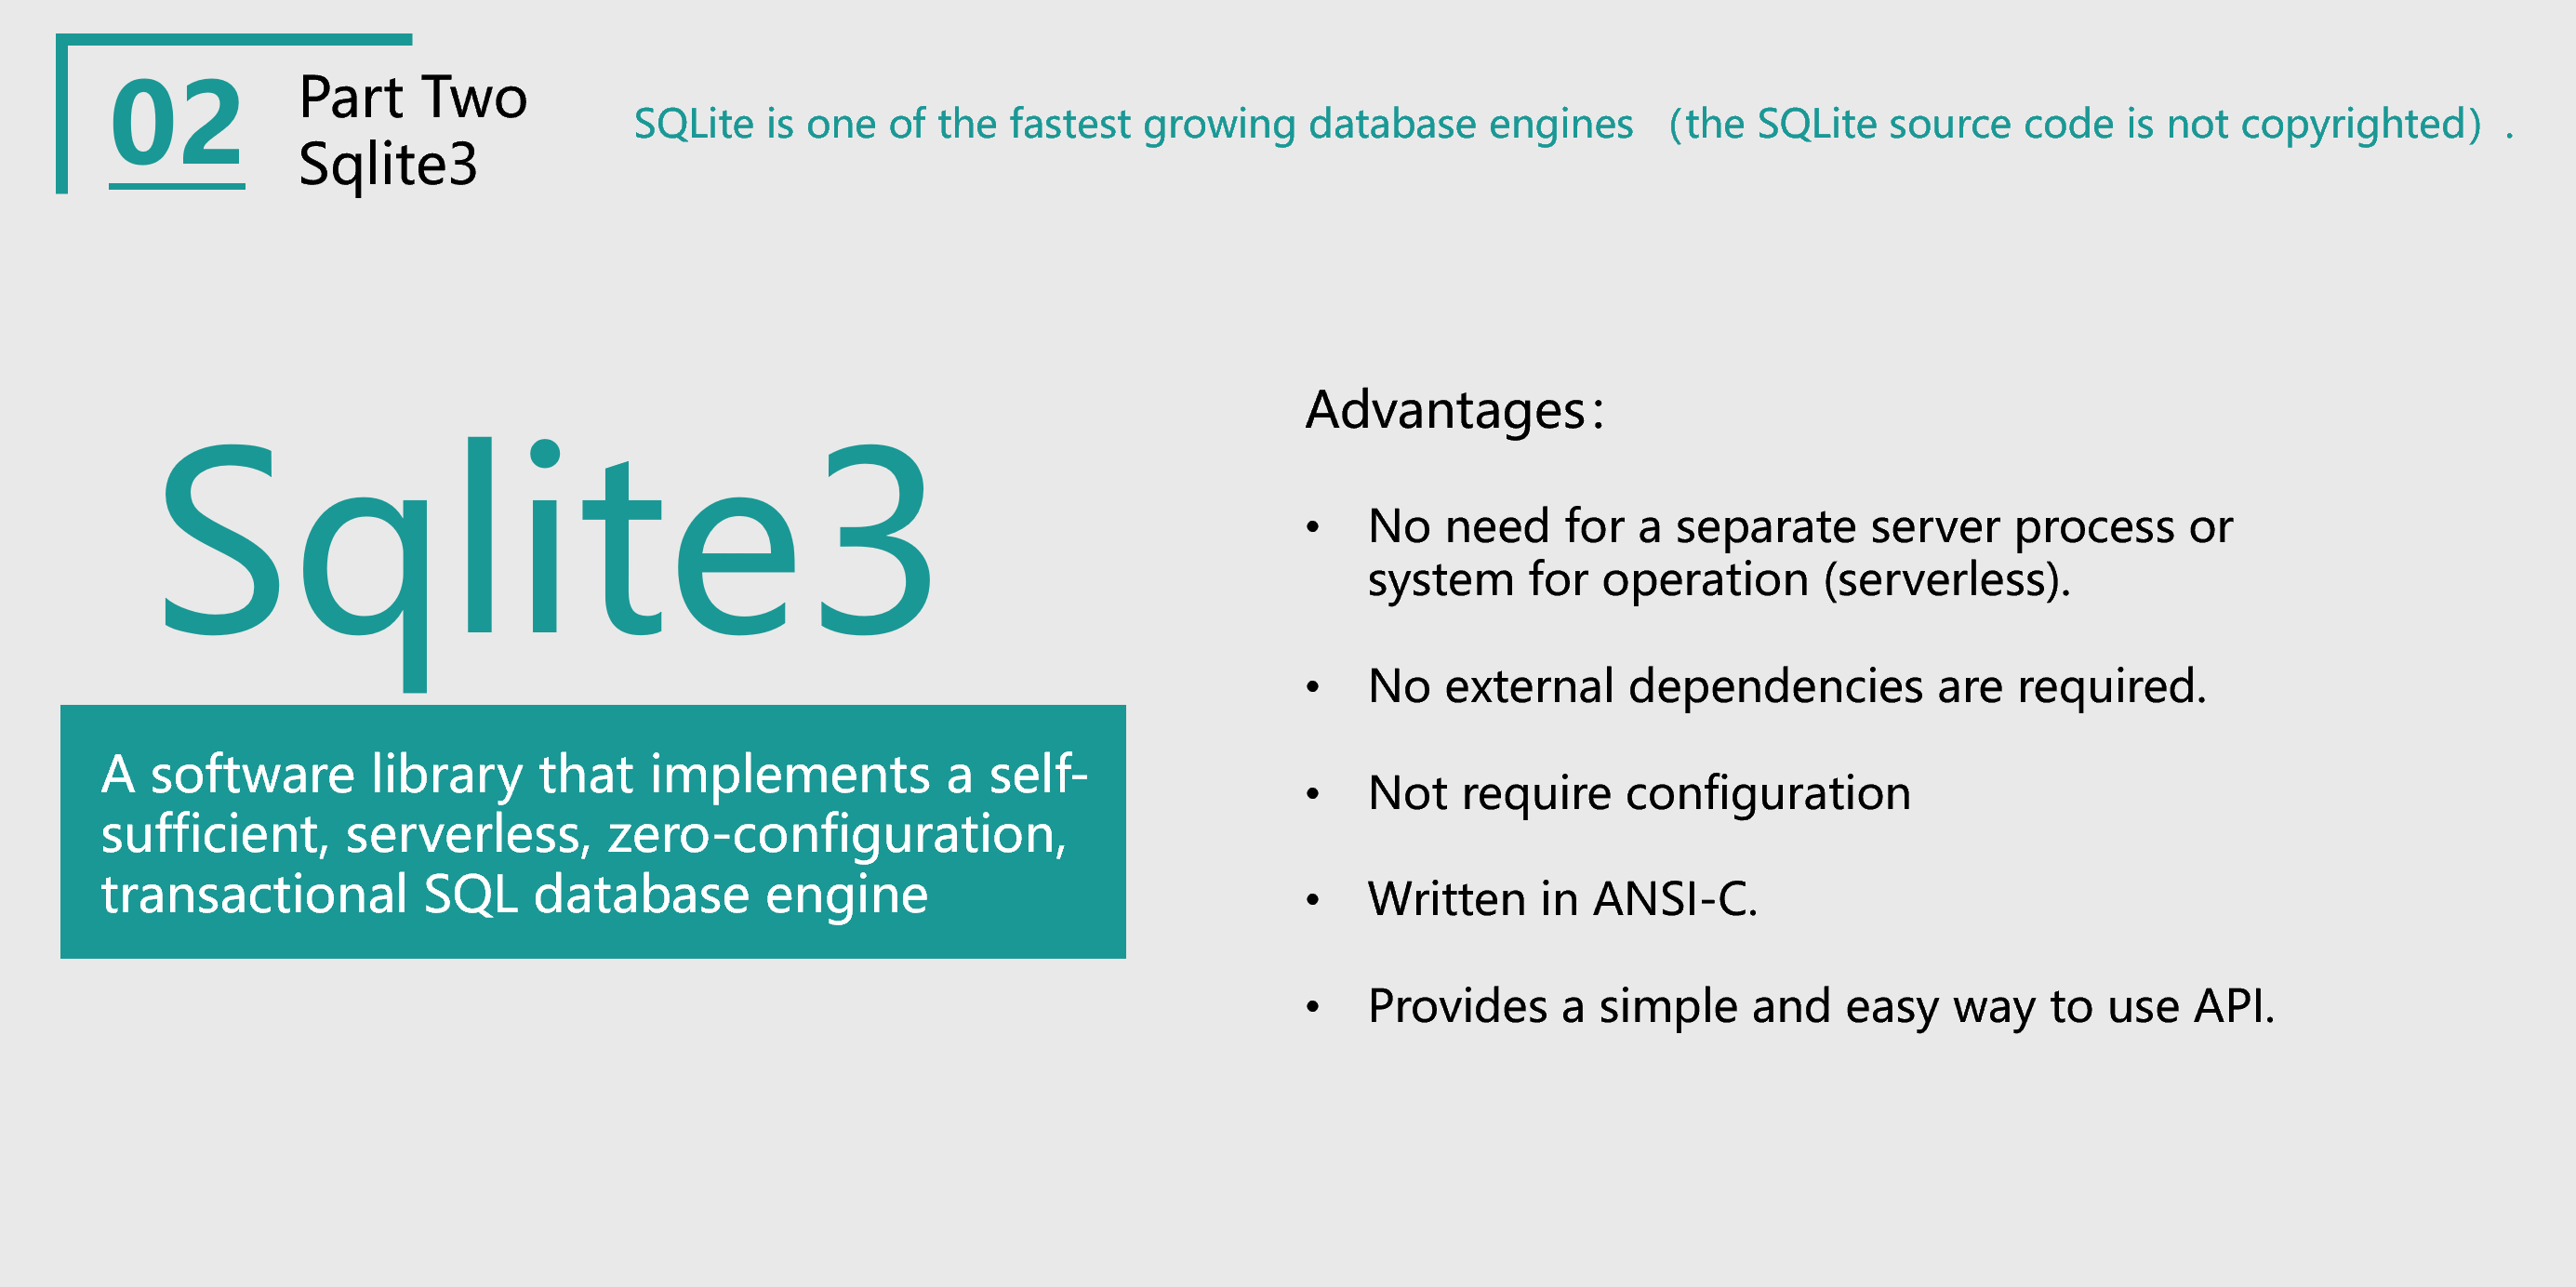 02
Part Two
Sqlite3
SQLite is one of the fastest growing database engines （the SQLite source code is not copyrighted）.
Sqlite3
A software library that implements a self-
sufficient, serverless, zero-configuration,
transactional SQL database engine
Advantages：
• No need for a separate server process or
system for operation (serverless).
• No external dependencies are required.
• Not require configuration
• Written in ANSI-C.
• Provides a simple and easy way to use API.